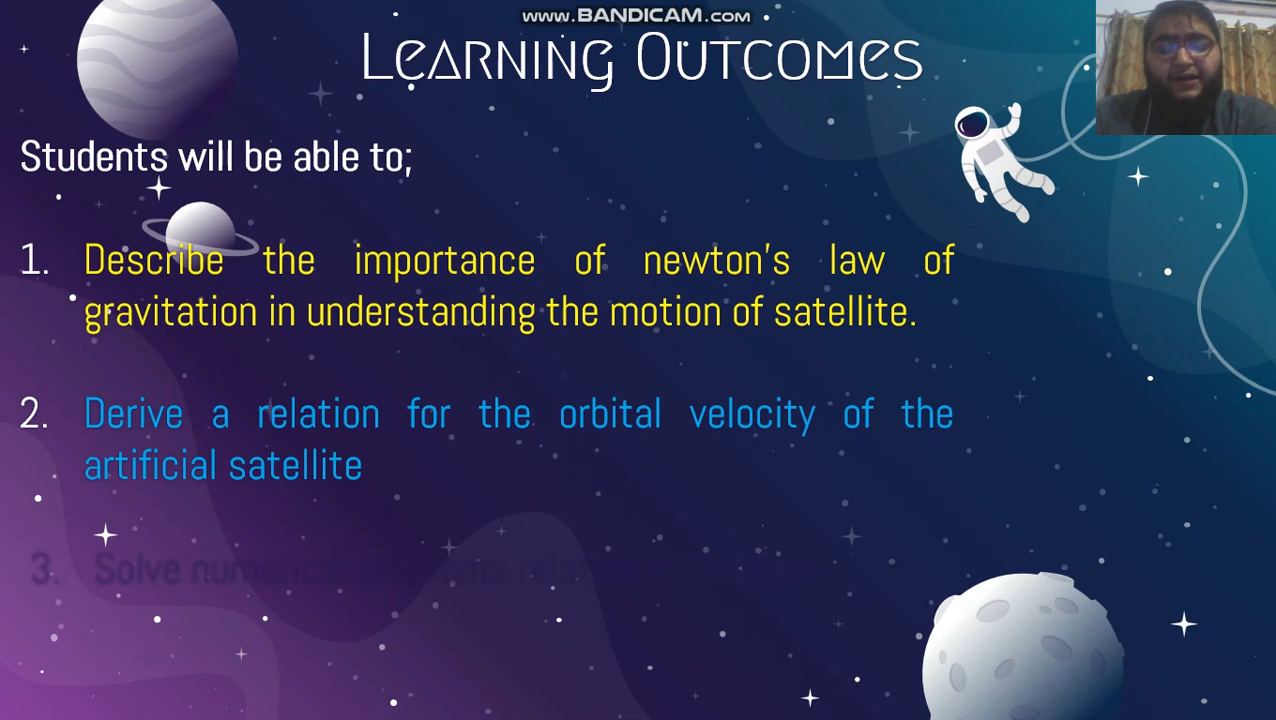 www.BANDICAM.com
Learning Outcomes
Students will be able to;
1. Describe the importance of newton's law of
gravitation in understanding the motion of satellite.
2. Derive a relation for the orbital velocity of the
artificial satellite
3. Solve numerical